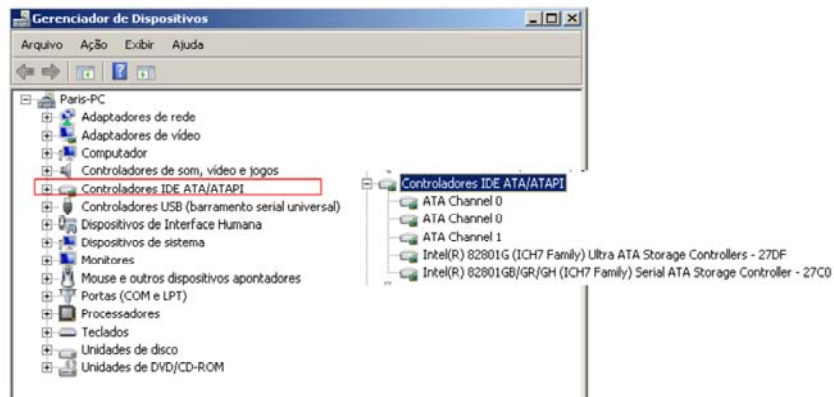 Gerenciador de Dispositivos
Arquivo Ação Exibir Ajuda
Paris-PC
Adaptadores de rede
Adaptadores de vídeo
Computador
Controladores de som, vídeo e jogos
Controladores IDE ATA/ATAPI
Controladores USB (barramento serial universal)
Dispositivos de Interface Humana
Dispositivos de sistema
Monitores
Mouse e outros dispositivos apontadores
Portas (COM e LPT)
Processadores
Teclados
Unidades de disco
Unidades de DVD/CD-ROM
Controladores IDE ATA/ATAPI
ATA Channel 0
ATA Channel 0
ATA Channel 1
Intel(R) 82801G (ICH7 Family) Ultra ATA Storage Controllers - 27DF
Intel(R) 82801GB/GR/GH (ICH7 Family) Serial ATA Storage Controller - 27C0